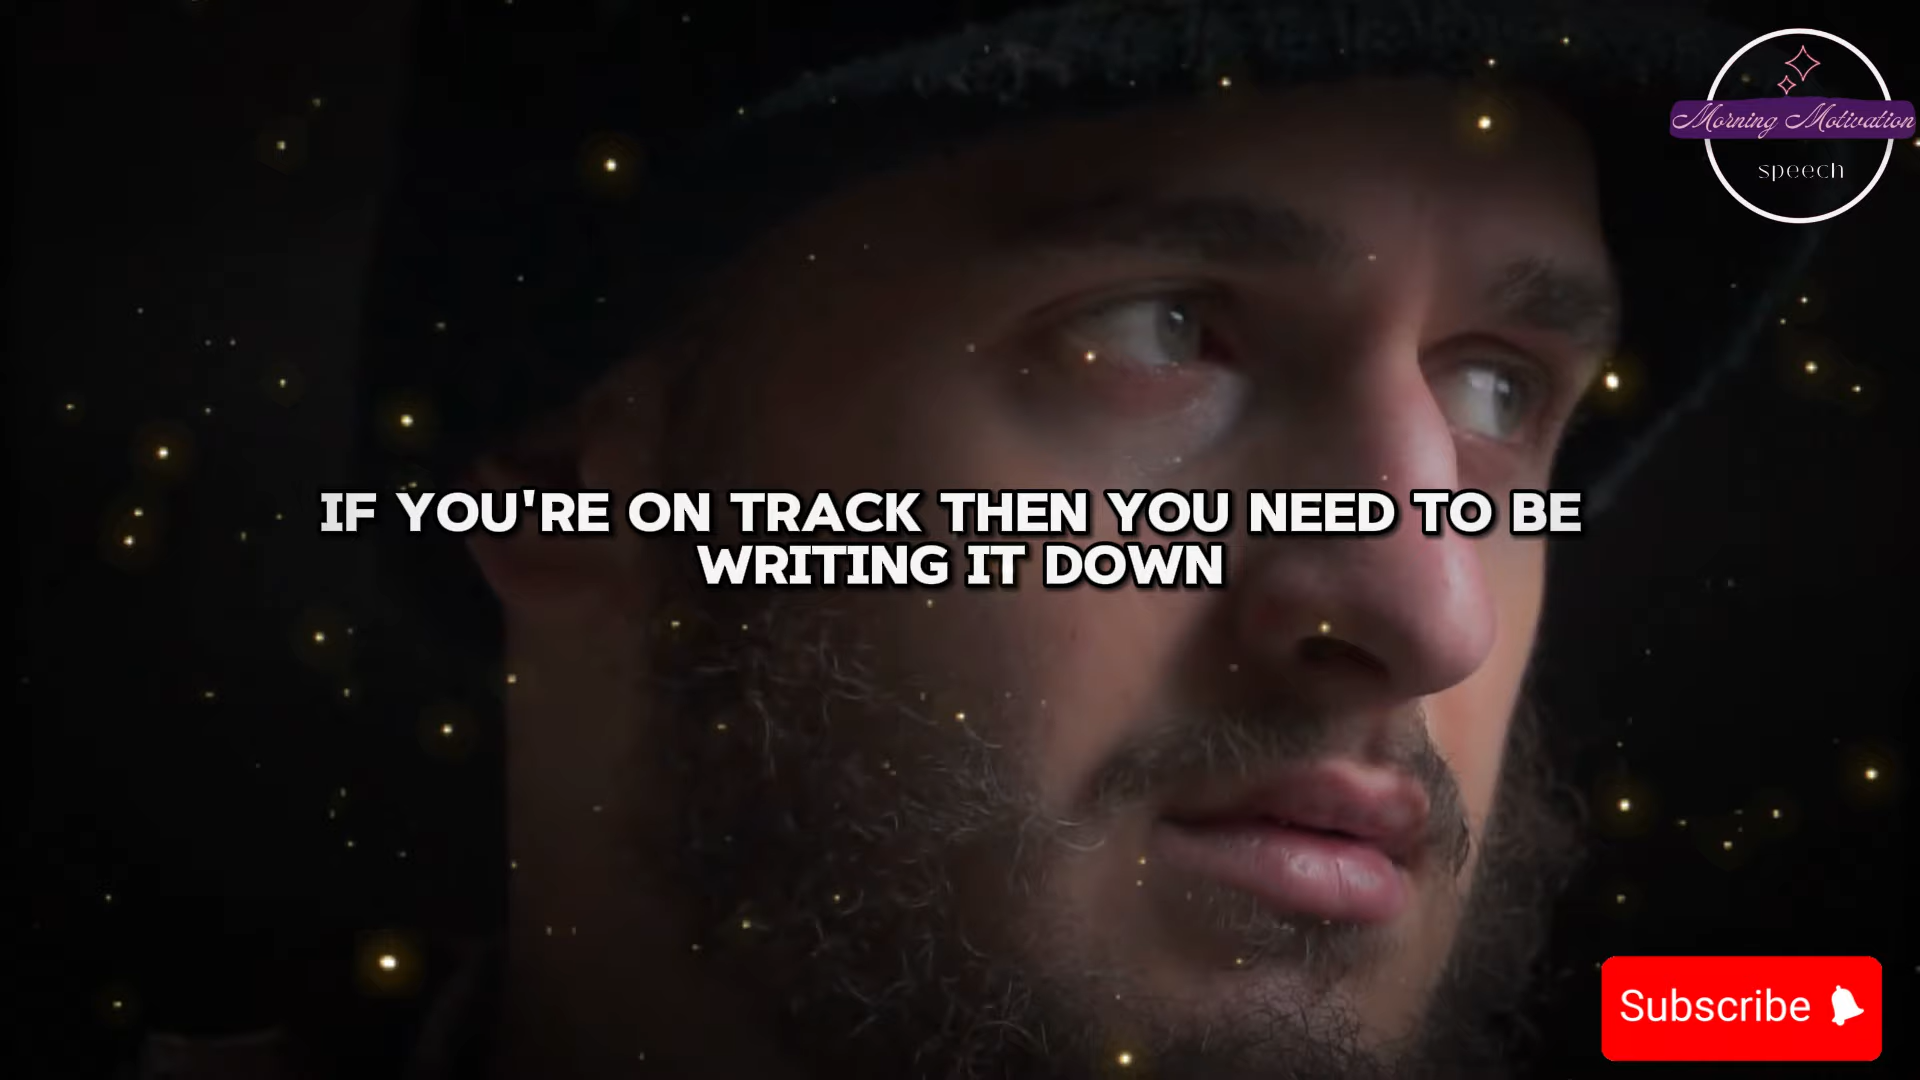 Morning Motivation
speech
IF YOU'RE ON TRACK THEN YOU NEED TO BE
WRITING IT DOWN
Subscribe